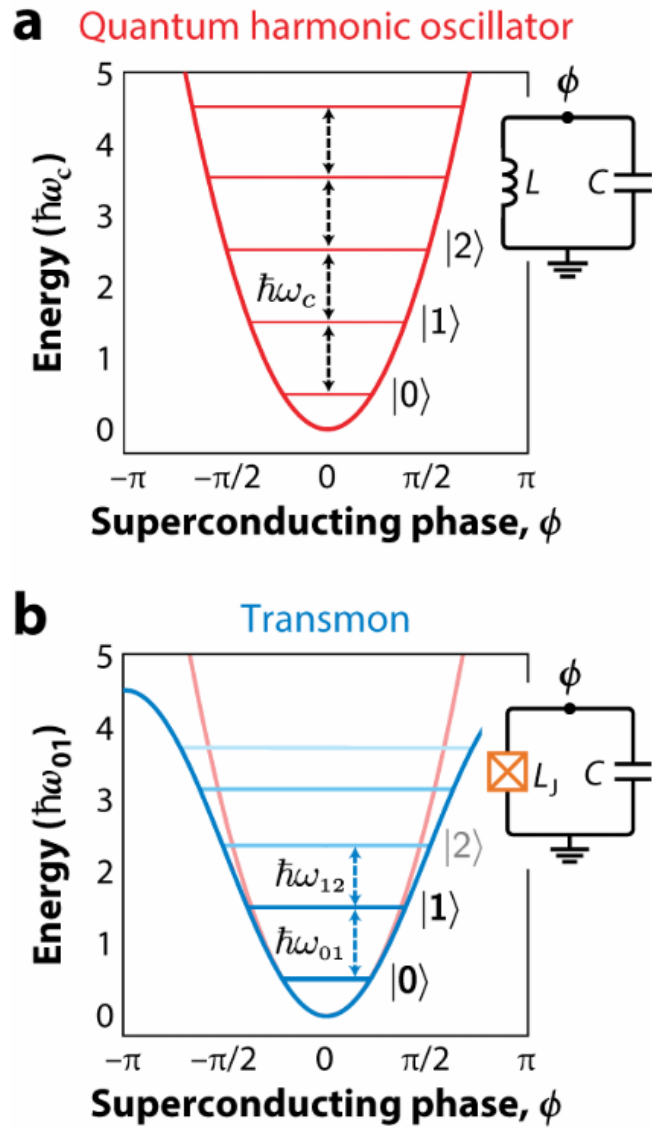 a Quantum harmonic oscillator
5
4
3
2
1
0
Energy (ℏω_c)
ϕ
L
C
|2⟩
ℏω_c
|1⟩
|0⟩
−π
−π/2
0
π/2
π
Superconducting phase, ϕ
b Transmon
5
4
3
2
1
0
Energy (ℏω_01)
ϕ
L_J
C
|2⟩
ℏω_12
|1⟩
ℏω_01
|0⟩
−π
−π/2
0
π/2
π
Superconducting phase, ϕ